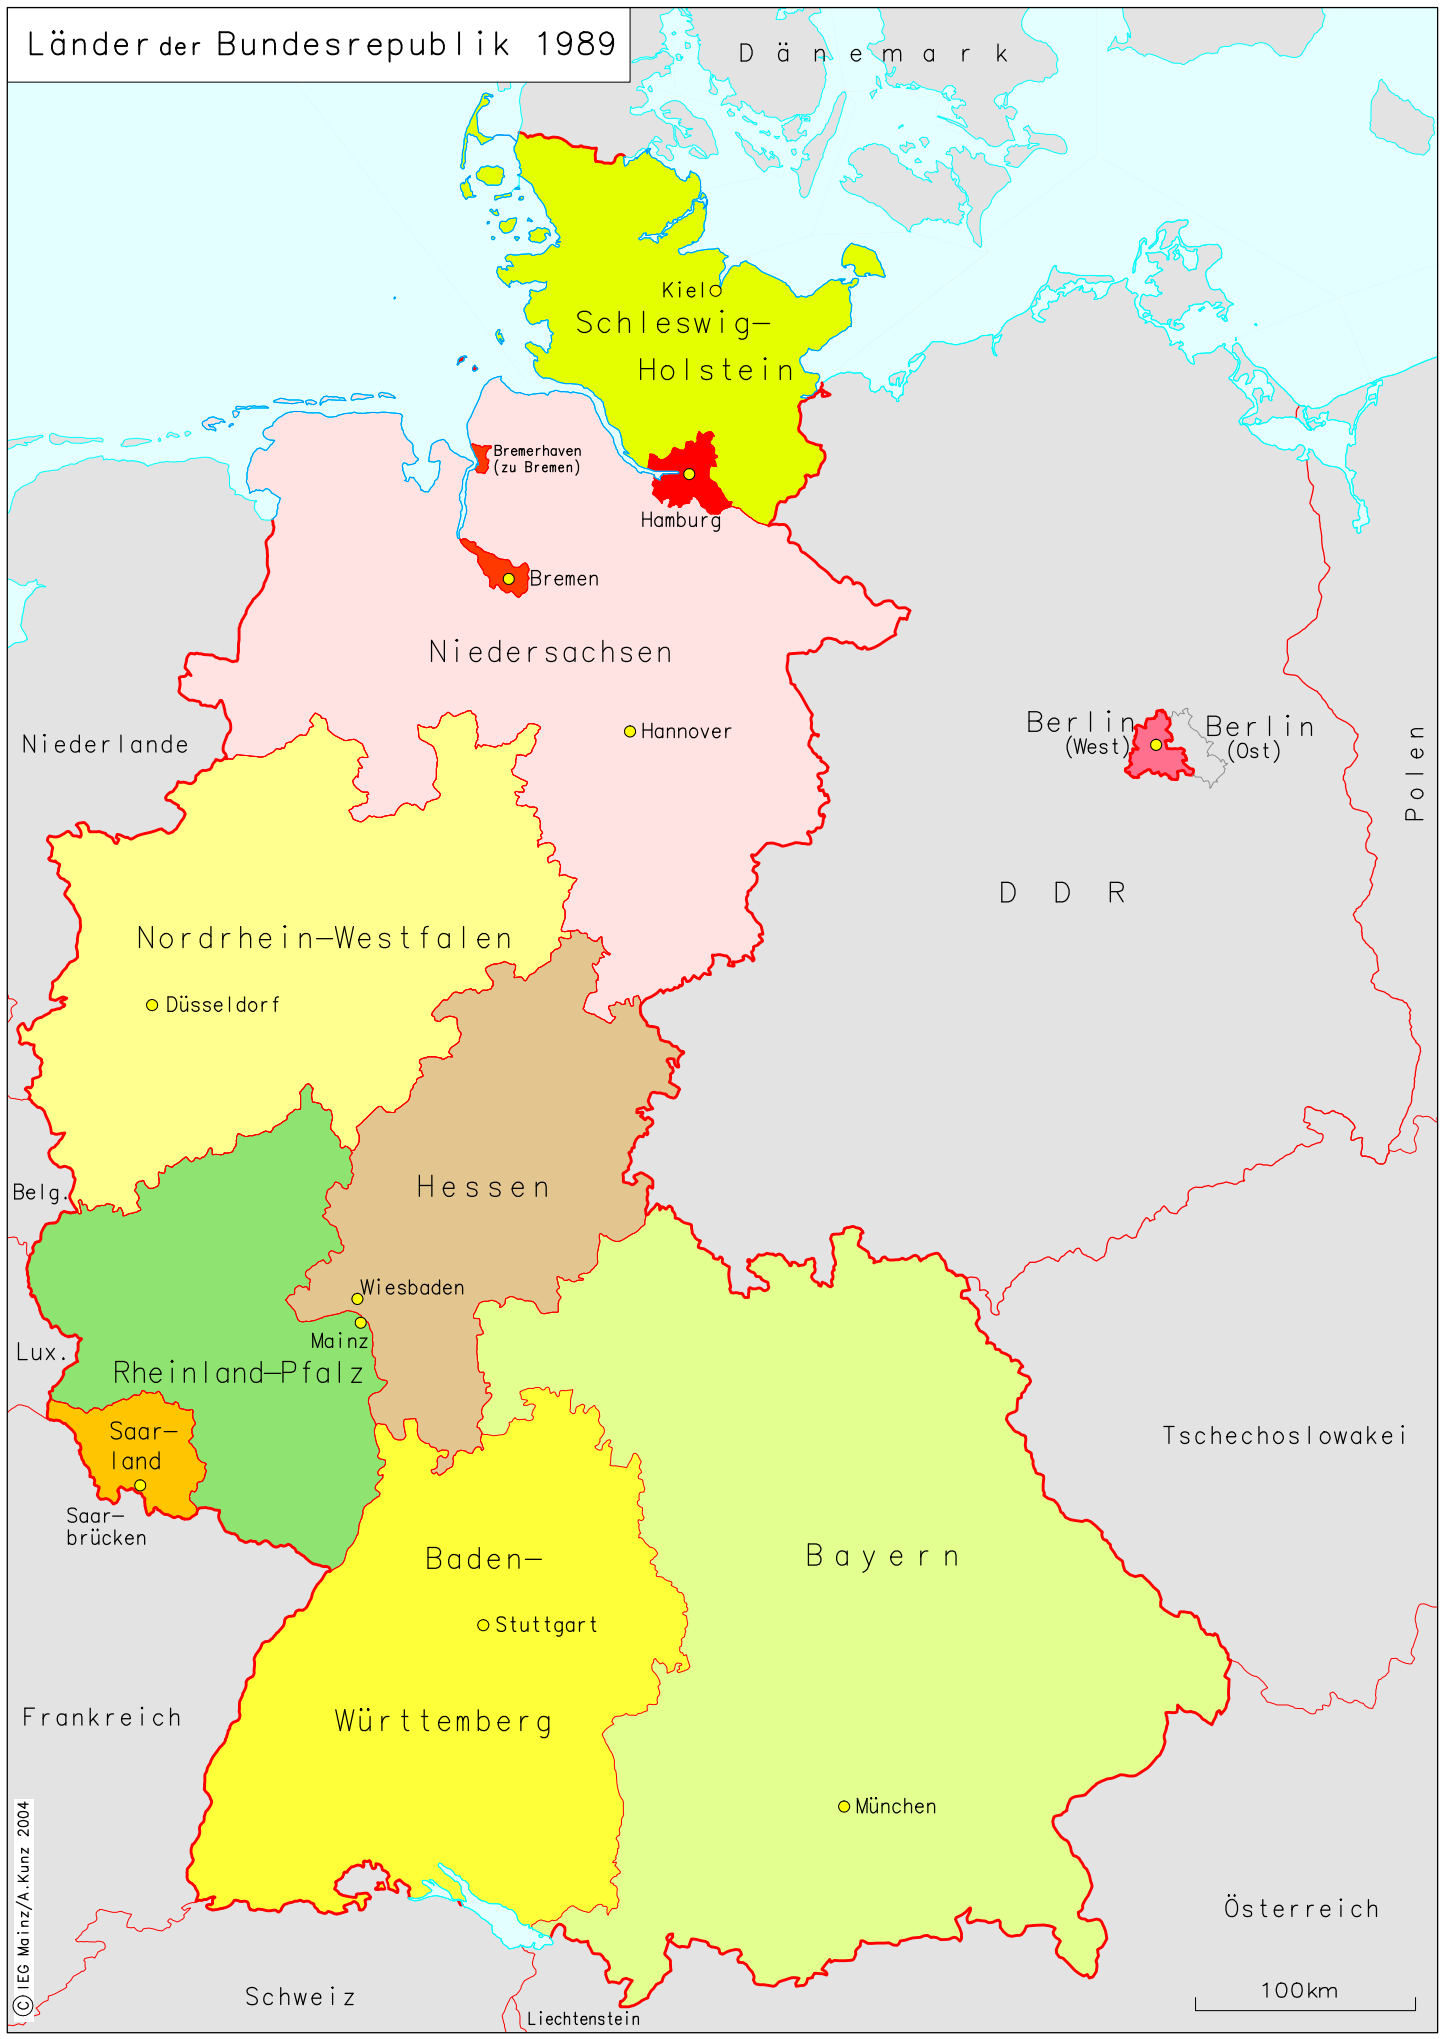 Länder der Bundesrepublik 1989
Dänemark
Kiel
Schleswig-
Holstein
Bremerhaven
(zu Bremen)
Hamburg
Bremen
Niedersachsen
Hannover
Niederlande
Berlin
(West)
Berlin
(Ost)
Polen
DDR
Nordrhein-Westfalen
Düsseldorf
Belg.
Hessen
Wiesbaden
Mainz
Lux.
Rheinland-Pfalz
Saar-
land
Saar-
brücken
Tschechoslowakei
Baden-
Stuttgart
Württemberg
Bayern
Frankreich
München
Österreich
Schweiz
Liechtenstein
100km
© IEG Mainz/A.Kunz 2004